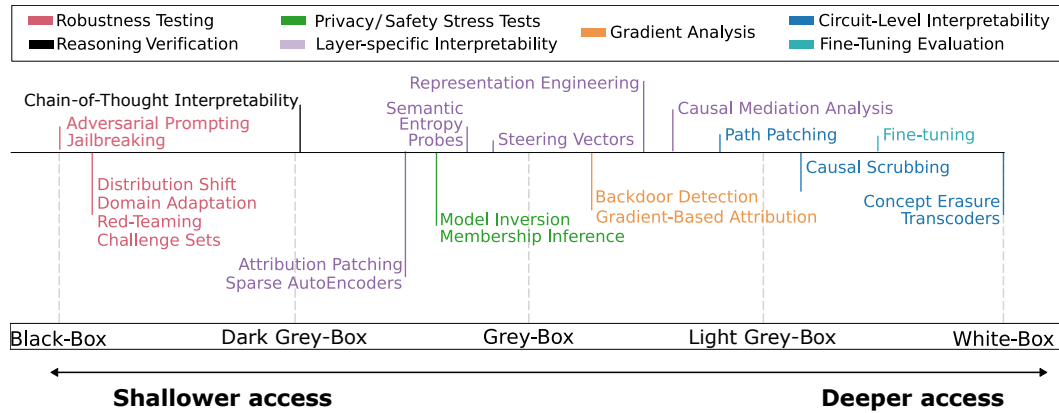 Robustness Testing
Reasoning Verification
Privacy/Safety Stress Tests
Layer-specific Interpretability
Gradient Analysis
Circuit-Level Interpretability
Fine-Tuning Evaluation
Chain-of-Thought Interpretability
Adversarial Prompting
Jailbreaking
Distribution Shift
Domain Adaptation
Red-Teaming
Challenge Sets
Attribution Patching
Sparse AutoEncoders
Semantic
Entropy
Probes
Model Inversion
Membership Inference
Steering Vectors
Representation Engineering
Backdoor Detection
Gradient-Based Attribution
Causal Mediation Analysis
Path Patching
Causal Scrubbing
Fine-tuning
Concept Erasure
Transcoders
Black-Box
Dark Grey-Box
Grey-Box
Light Grey-Box
White-Box
Shallower access
Deeper access